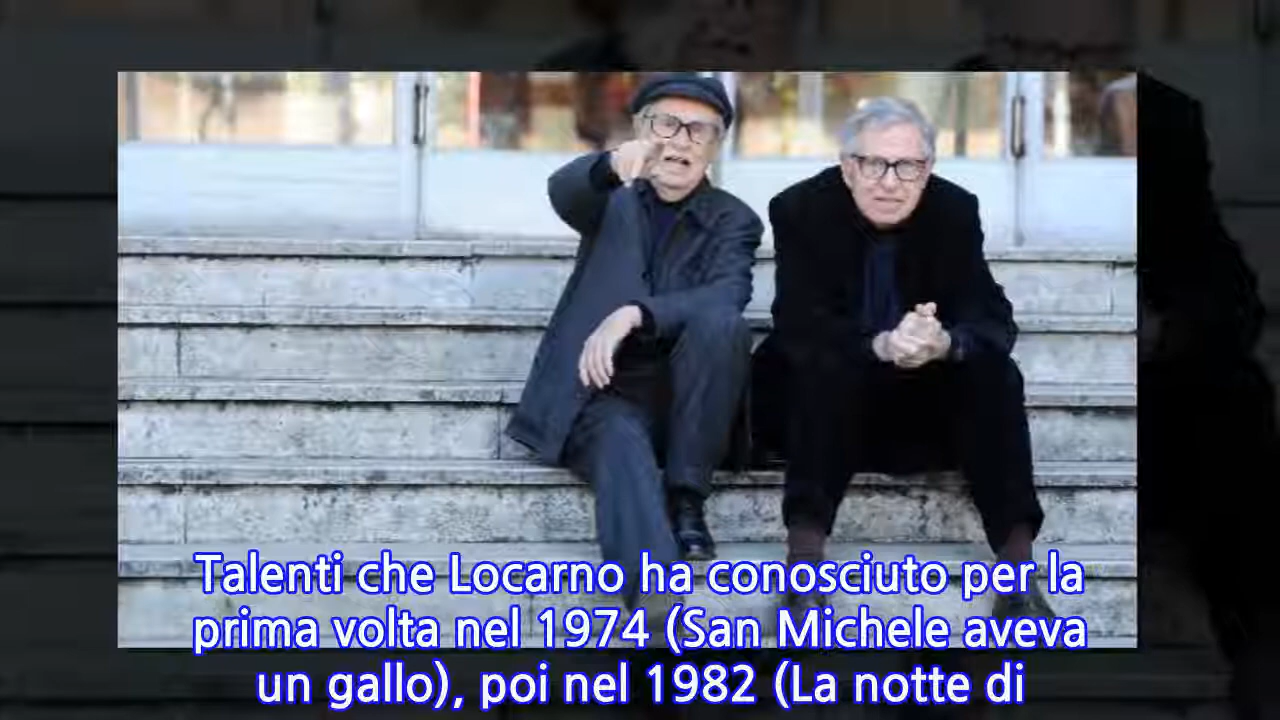 Talenti che Locarno ha conosciuto per la
prima volta nel 1974 (San Michele aveva
un gallo), poi nel 1982 (La notte di